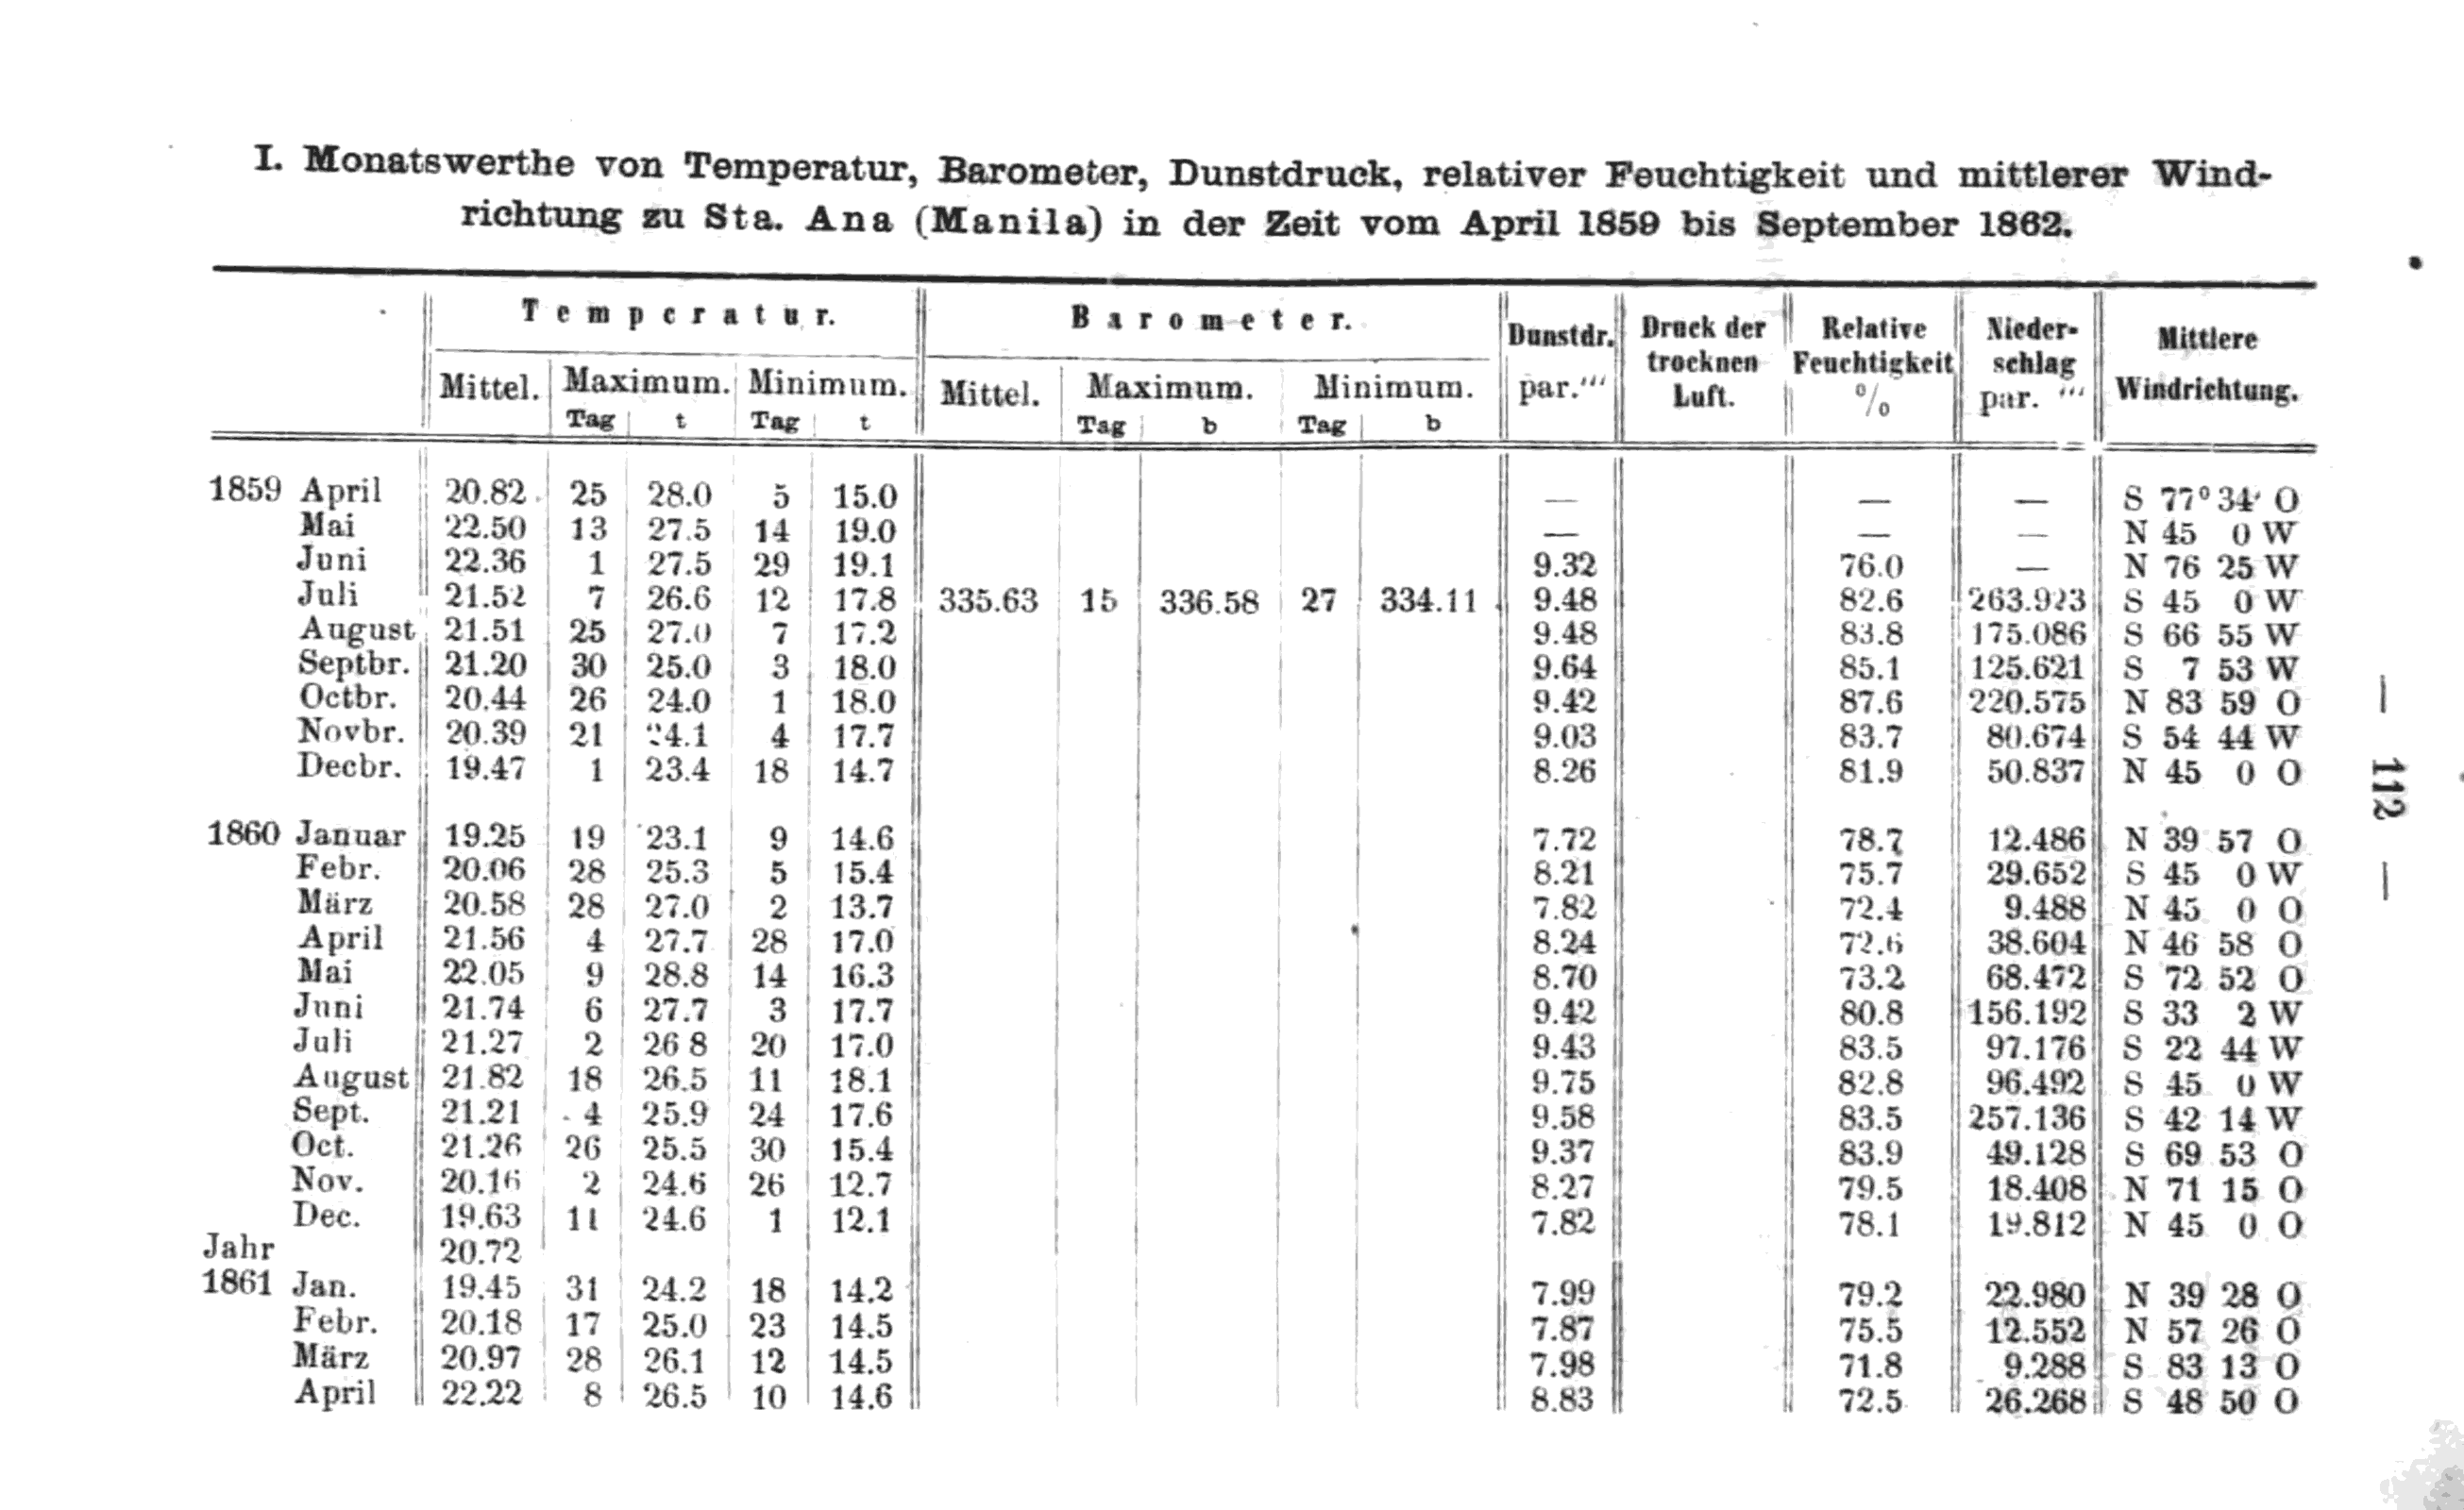 I. Monatswerthe von Temperatur, Barometer, Dunstdruck, relativer Feuchtigkeit und mittlerer Wind-
richtung zu Sta. Ana (Manila) in der Zeit vom April 1859 bis September 1862.
Temperatur. Barometer. Dunstdr. par.''' Druck der trocknen Luft. Relative Feuchtigkeit % Nieder-schlag par. ''' Mittlere Windrichtung.
Mittel. Maximum. Minimum. Mittel. Maximum. Minimum.
Tag t Tag t Tag b Tag b
1859 April 20.82 25 28.0 5 15.0 — — — S 77° 34' O
Mai 22.50 13 27.5 14 19.0 — — — N 45 0 W
Juni 22.36 1 27.5 29 19.1 9.32 76.0 — N 76 25 W
Juli 21.52 7 26.6 12 17.8 335.63 15 336.58 27 334.11 9.48 82.6 263.923 S 45 0 W
August 21.51 25 27.0 7 17.2 9.48 83.8 175.086 S 66 55 W
Septbr. 21.20 30 25.0 3 18.0 9.64 85.1 125.621 S 7 53 W
Octbr. 20.44 26 24.0 1 18.0 9.42 87.6 220.575 N 83 59 O
Novbr. 20.39 21 24.1 4 17.7 9.03 83.7 80.674 S 54 44 W
Decbr. 19.47 1 23.4 18 14.7 8.26 81.9 50.837 N 45 0 O
1860 Januar 19.25 19 23.1 9 14.6 7.72 78.7 12.486 N 39 57 O
Febr. 20.06 28 25.3 5 15.4 8.21 75.7 29.652 S 45 0 W
März 20.58 28 27.0 2 13.7 7.82 72.4 9.488 N 45 0 O
April 21.56 4 27.7 28 17.0 8.24 72.6 38.604 N 46 58 O
Mai 22.05 9 28.8 14 16.3 8.70 73.2 68.472 S 72 52 O
Juni 21.74 6 27.7 3 17.7 9.42 80.8 156.192 S 33 2 W
Juli 21.27 2 26 8 20 17.0 9.43 83.5 97.176 S 22 44 W
August 21.82 18 26.5 11 18.1 9.75 82.8 96.492 S 45 0 W
Sept. 21.21 4 25.9 24 17.6 9.58 83.5 257.136 S 42 14 W
Oct. 21.26 26 25.5 30 15.4 9.37 83.9 49.128 S 69 53 O
Nov. 20.16 2 24.6 26 12.7 8.27 79.5 18.408 N 71 15 O
Dec. 19.63 11 24.6 1 12.1 7.82 78.1 19.812 N 45 0 O
Jahr 20.72
1861 Jan. 19.45 31 24.2 18 14.2 7.99 79.2 22.980 N 39 28 O
Febr. 20.18 17 25.0 23 14.5 7.87 75.5 12.552 N 57 26 O
März 20.97 28 26.1 12 14.5 7.98 71.8 9.288 S 83 13 O
April 22.22 8 26.5 10 14.6 8.83 72.5 26.268 S 48 50 O
— 112 —